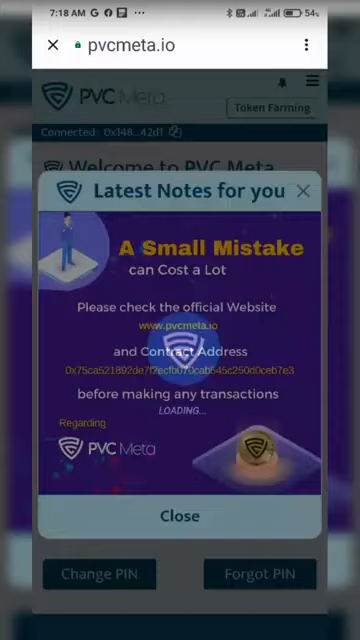 7:18 AM
54%
pvcmeta.io
PVC Meta
Token Farming
Connected: 0x148...42d1
Welcome to PVC Meta
Latest Notes for you
A Small Mistake
can Cost a Lot
Please check the official Website
www.pvcmeta.io
and Contract Address
before making any transactions
LOADING...
Regarding
PVC Meta
Close
Change PIN
Forgot PIN